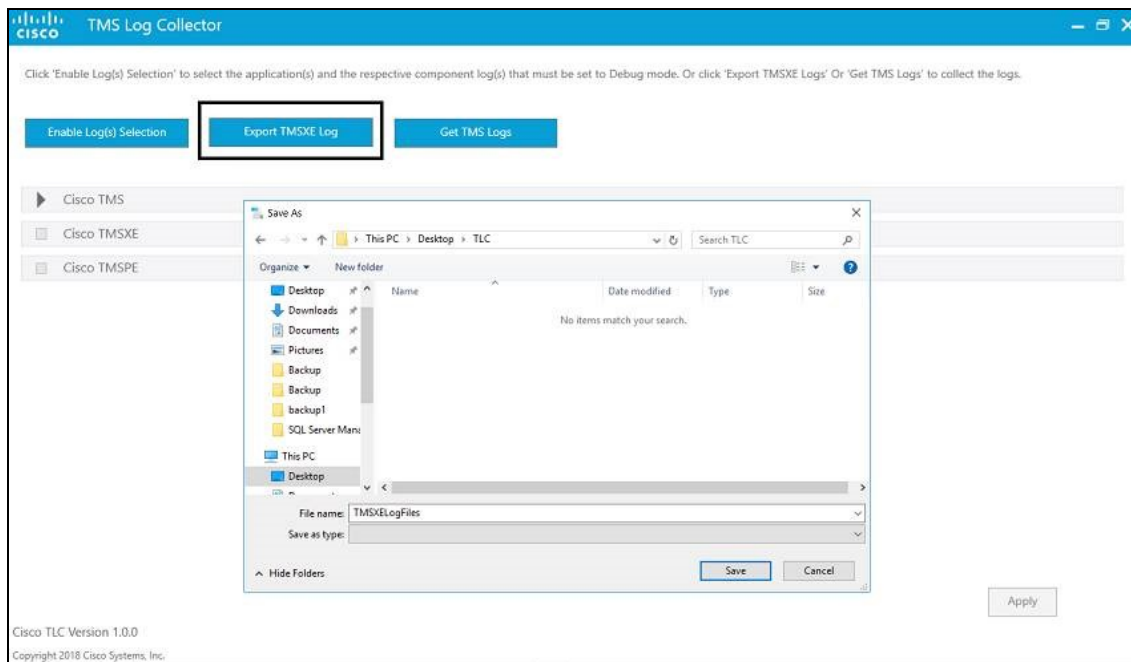 cisco TMS Log Collector
Click 'Enable Log(s) Selection' to select the application(s) and the respective component log(s) that must be set to Debug mode. Or click 'Export TMSXE Logs' Or 'Get TMS Logs' to collect the logs.
Enable Log(s) Selection Export TMSXE Log Get TMS Logs
Cisco TMS
Cisco TMSXE
Cisco TMSPE
Save As
This PC > Desktop > TLC Search TLC
Organize New folder
Name Date modified Type Size
No items match your search.
Desktop
Downloads
Documents
Pictures
Backup
Backup
backup1
SQL Server Mana
This PC
Desktop
File name: TMSXELogFiles
Save as type:
Hide Folders Save Cancel
Apply
Cisco TLC Version 1.0.0
Copyright 2018 Cisco Systems, Inc.